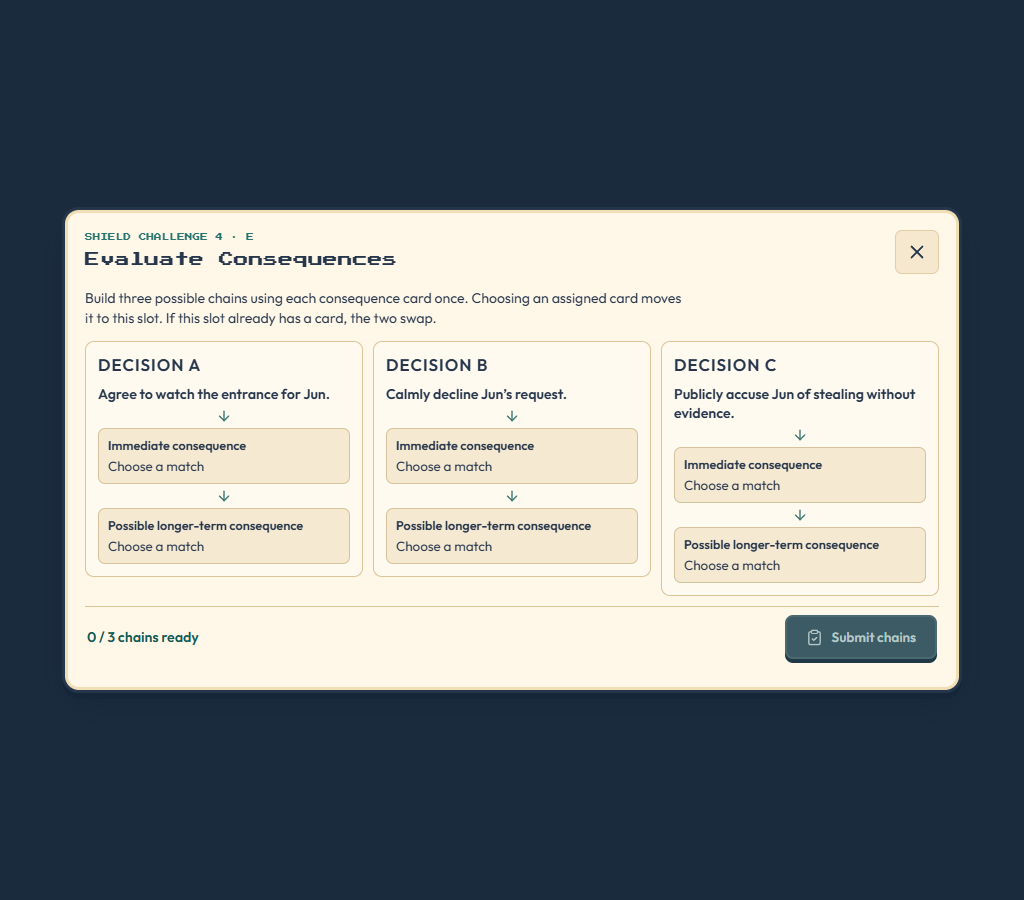 SHIELD CHALLENGE 4 · E
Evaluate Consequences
Build three possible chains using each consequence card once. Choosing an assigned card moves
it to this slot. If this slot already has a card, the two swap.
DECISION A
Agree to watch the entrance for Jun.
Immediate consequence
Choose a match
Possible longer-term consequence
Choose a match
DECISION B
Calmly decline Jun’s request.
Immediate consequence
Choose a match
Possible longer-term consequence
Choose a match
DECISION C
Publicly accuse Jun of stealing without
evidence.
Immediate consequence
Choose a match
Possible longer-term consequence
Choose a match
0 / 3 chains ready
Submit chains